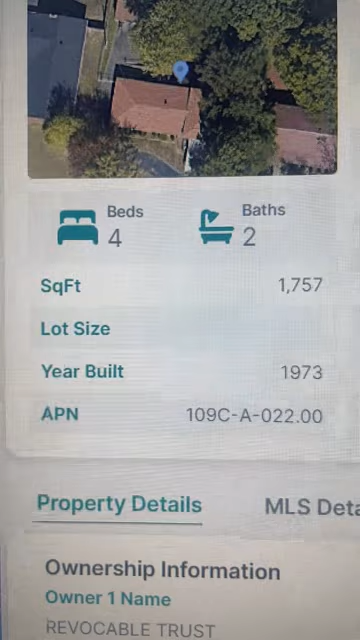 Beds
4
Baths
2
SqFt 1,757
Lot Size
Year Built 1973
APN 109C-A-022.00
Property Details MLS Deta
Ownership Information
Owner 1 Name
REVOCABLE TRUST